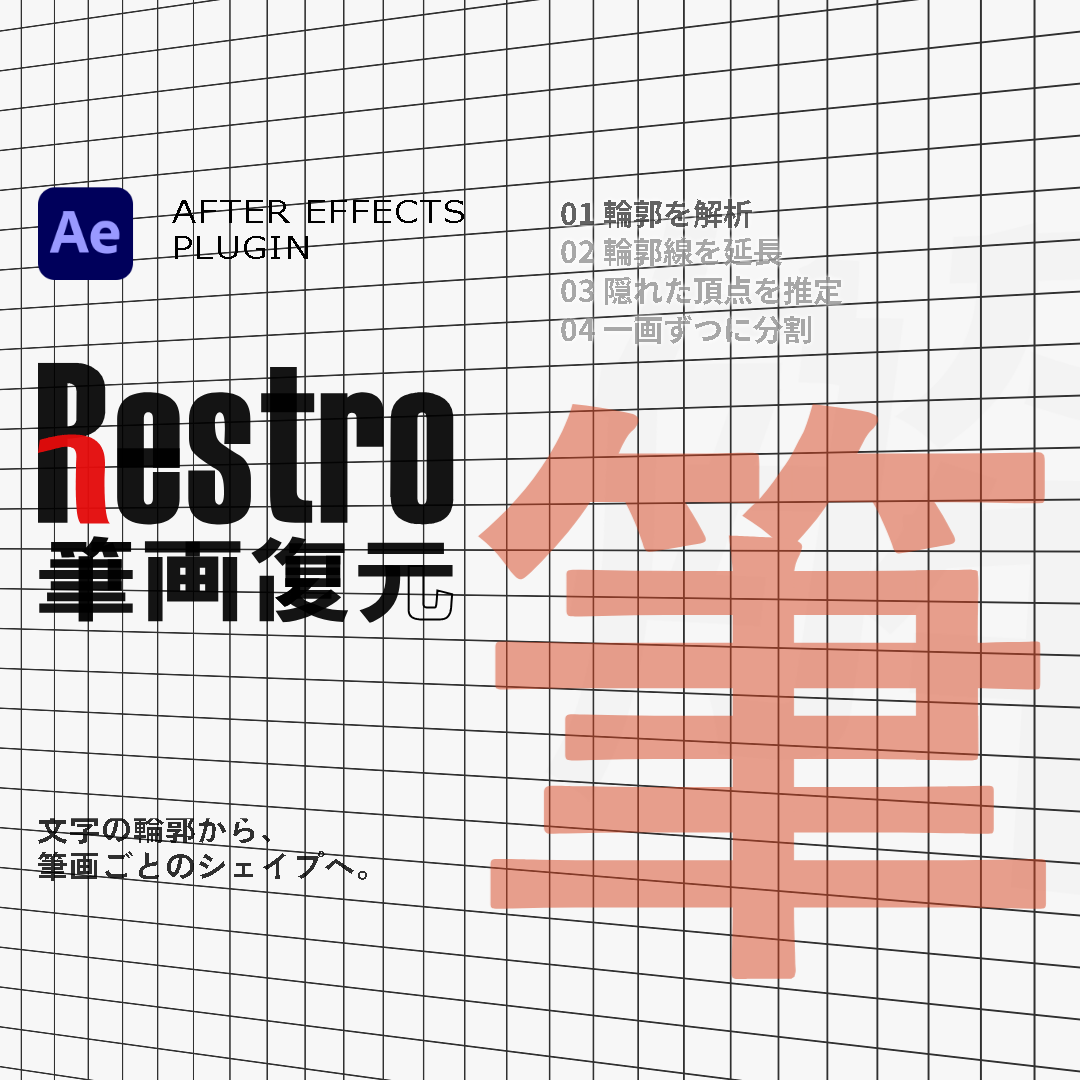 Ae
AFTER EFFECTS
PLUGIN
01 輪郭を解析
02 輪郭線を延長
03 隠れた頂点を推定
04 一画ずつに分割
Restro
筆画復元
筆
文字の輪郭から、
筆画ごとのシェイプへ。